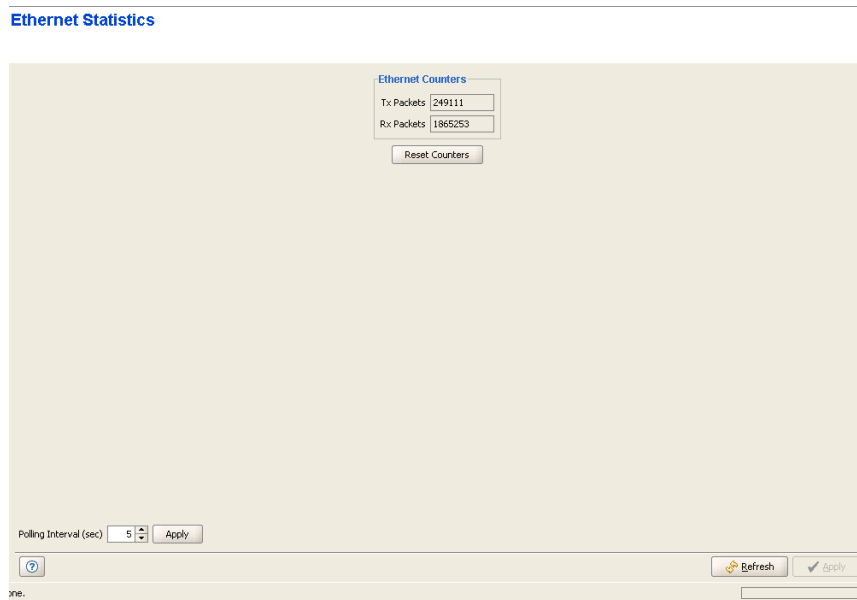 Ethernet Statistics
Ethernet Counters
Tx Packets 249111
Rx Packets 1865253
Reset Counters
Polling Interval (sec) 5 Apply
? Refresh Apply
one.